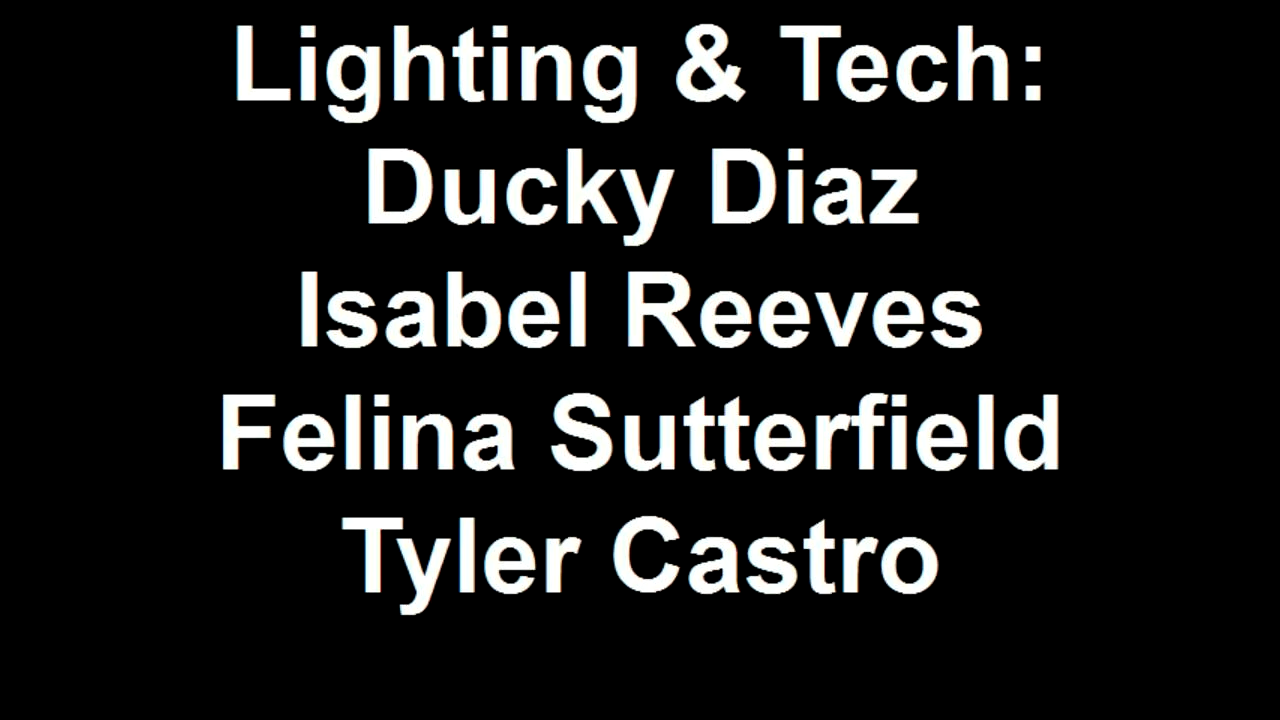 Lighting & Tech:
Ducky Diaz
Isabel Reeves
Felina Sutterfield
Tyler Castro